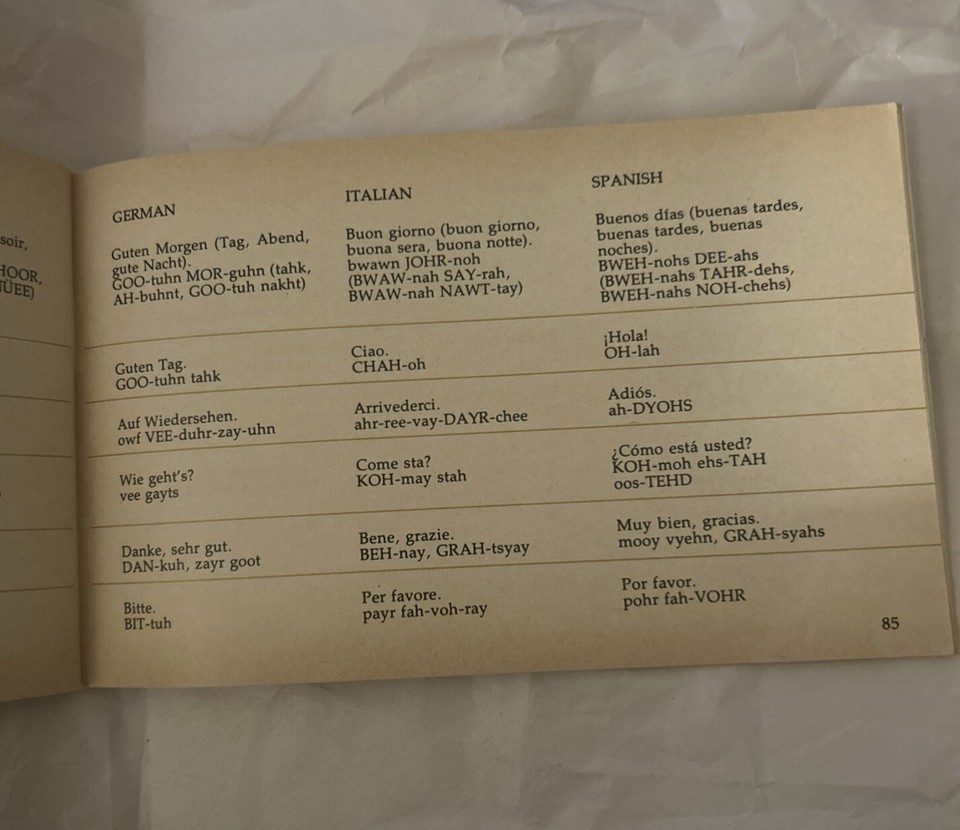 soir,
HOOR,
NÜEE)
GERMAN
Guten Morgen (Tag, Abend,
gute Nacht).
GOO-tuhn MOR-guhn (tahk,
AH-buhnt, GOO-tuh nakht)
ITALIAN
Buon giorno (buon giorno,
buona sera, buona notte).
bwawn JOHR-noh
(BWAW-nah SAY-rah,
BWAW-nah NAWT-tay)
SPANISH
Buenos días (buenas tardes,
buenas tardes, buenas
noches).
BWEH-nohs DEE-ahs
(BWEH-nahs TAHR-dehs,
BWEH-nahs NOH-chehs)
Guten Tag.
GOO-tuhn tahk
Ciao.
CHAH-oh
¡Hola!
OH-lah
Auf Wiedersehen.
owf VEE-duhr-zay-uhn
Arrivederci.
ahr-ree-vay-DAYR-chee
Adiós.
ah-DYOHS
Wie geht's?
vee gayts
Come sta?
KOH-may stah
¿Cómo está usted?
KOH-moh ehs-TAH
oos-TEHD
Danke, sehr gut.
DAN-kuh, zayr goot
Bene, grazie.
BEH-nay, GRAH-tsyay
Muy bien, gracias.
mooy vyehn, GRAH-syahs
Bitte.
BIT-tuh
Per favore.
payr fah-voh-ray
Por favor.
pohr fah-VOHR
85